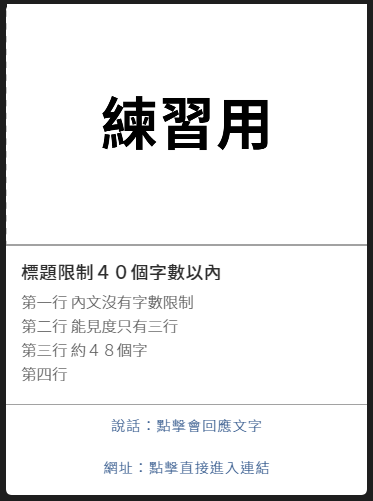 練習用
標題限制４０個字數以內
第一行 內文沒有字數限制
第二行 能見度只有三行
第三行 約４８個字
第四行
說話：點擊會回應文字
網址：點擊直接進入連結